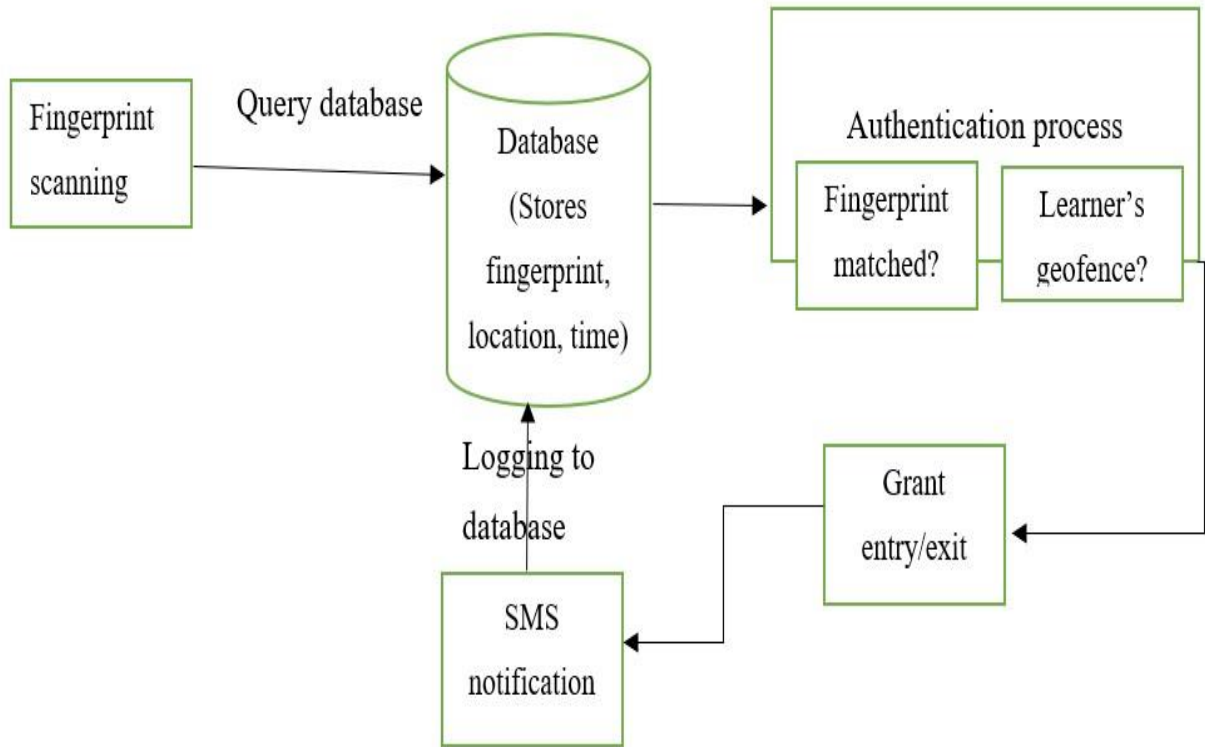 Fingerprint
scanning
Query database
Database
(Stores
fingerprint,
location, time)
Authentication process
Fingerprint
matched?
Learner’s
geofence?
Grant
entry/exit
SMS
notification
Logging to
database